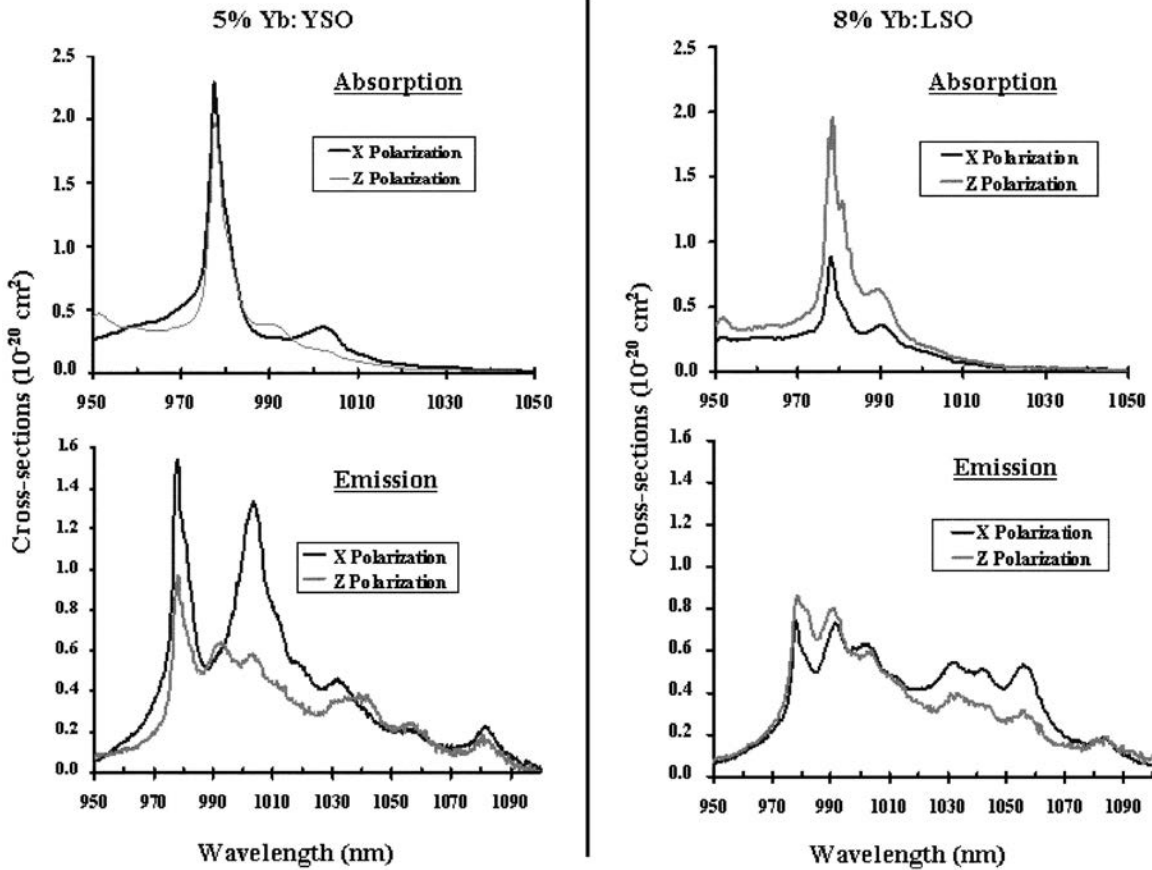 5% Yb: YSO
Absorption
X Polarization
Z Polarization
2.5
2.0
1.5
1.0
0.5
0.0
950 970 990 1010 1030 1050
Emission
X Polarization
Z Polarization
1.6
1.4
1.2
1.0
0.8
0.6
0.4
0.2
0.0
950 970 990 1010 1030 1050 1070 1090
Cross-sections (10⁻²⁰ cm²)
Wavelength (nm)
8% Yb:LSO
Absorption
X Polarization
Z Polarization
2.5
2.0
1.5
1.0
0.5
0.0
950 970 990 1010 1030 1050
Emission
X Polarization
Z Polarization
1.6
1.4
1.2
1.0
0.8
0.6
0.4
0.2
0.0
950 970 990 1010 1030 1050 1070 1090
Cross-sections (10⁻²⁰ cm²)
Wavelength (nm)